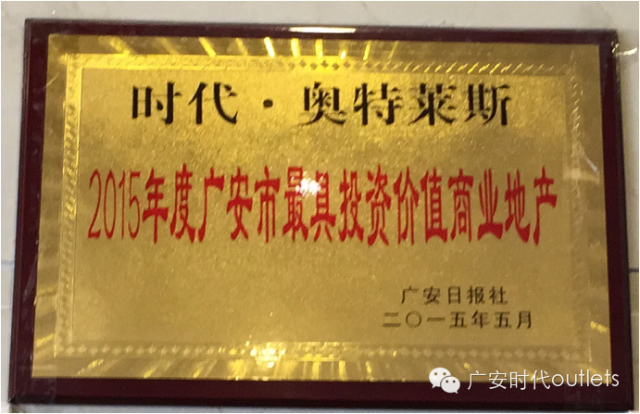 时代·奥特莱斯
2015年度广安市最具投资价值商业地产
广安日报社
二〇一五年五月
广安时代outlets